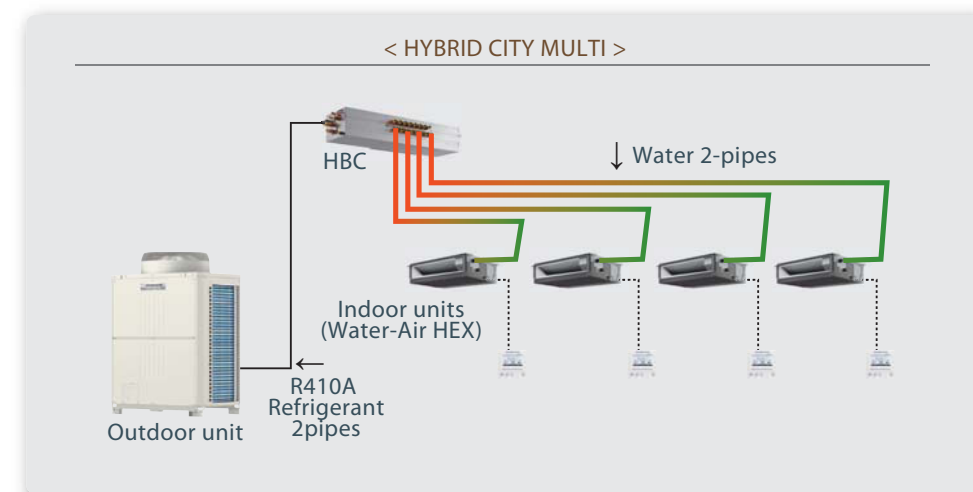 < HYBRID CITY MULTI >
HBC
↓ Water 2-pipes
Indoor units
(Water-Air HEX)
←
R410A
Refrigerant
2pipes
Outdoor unit